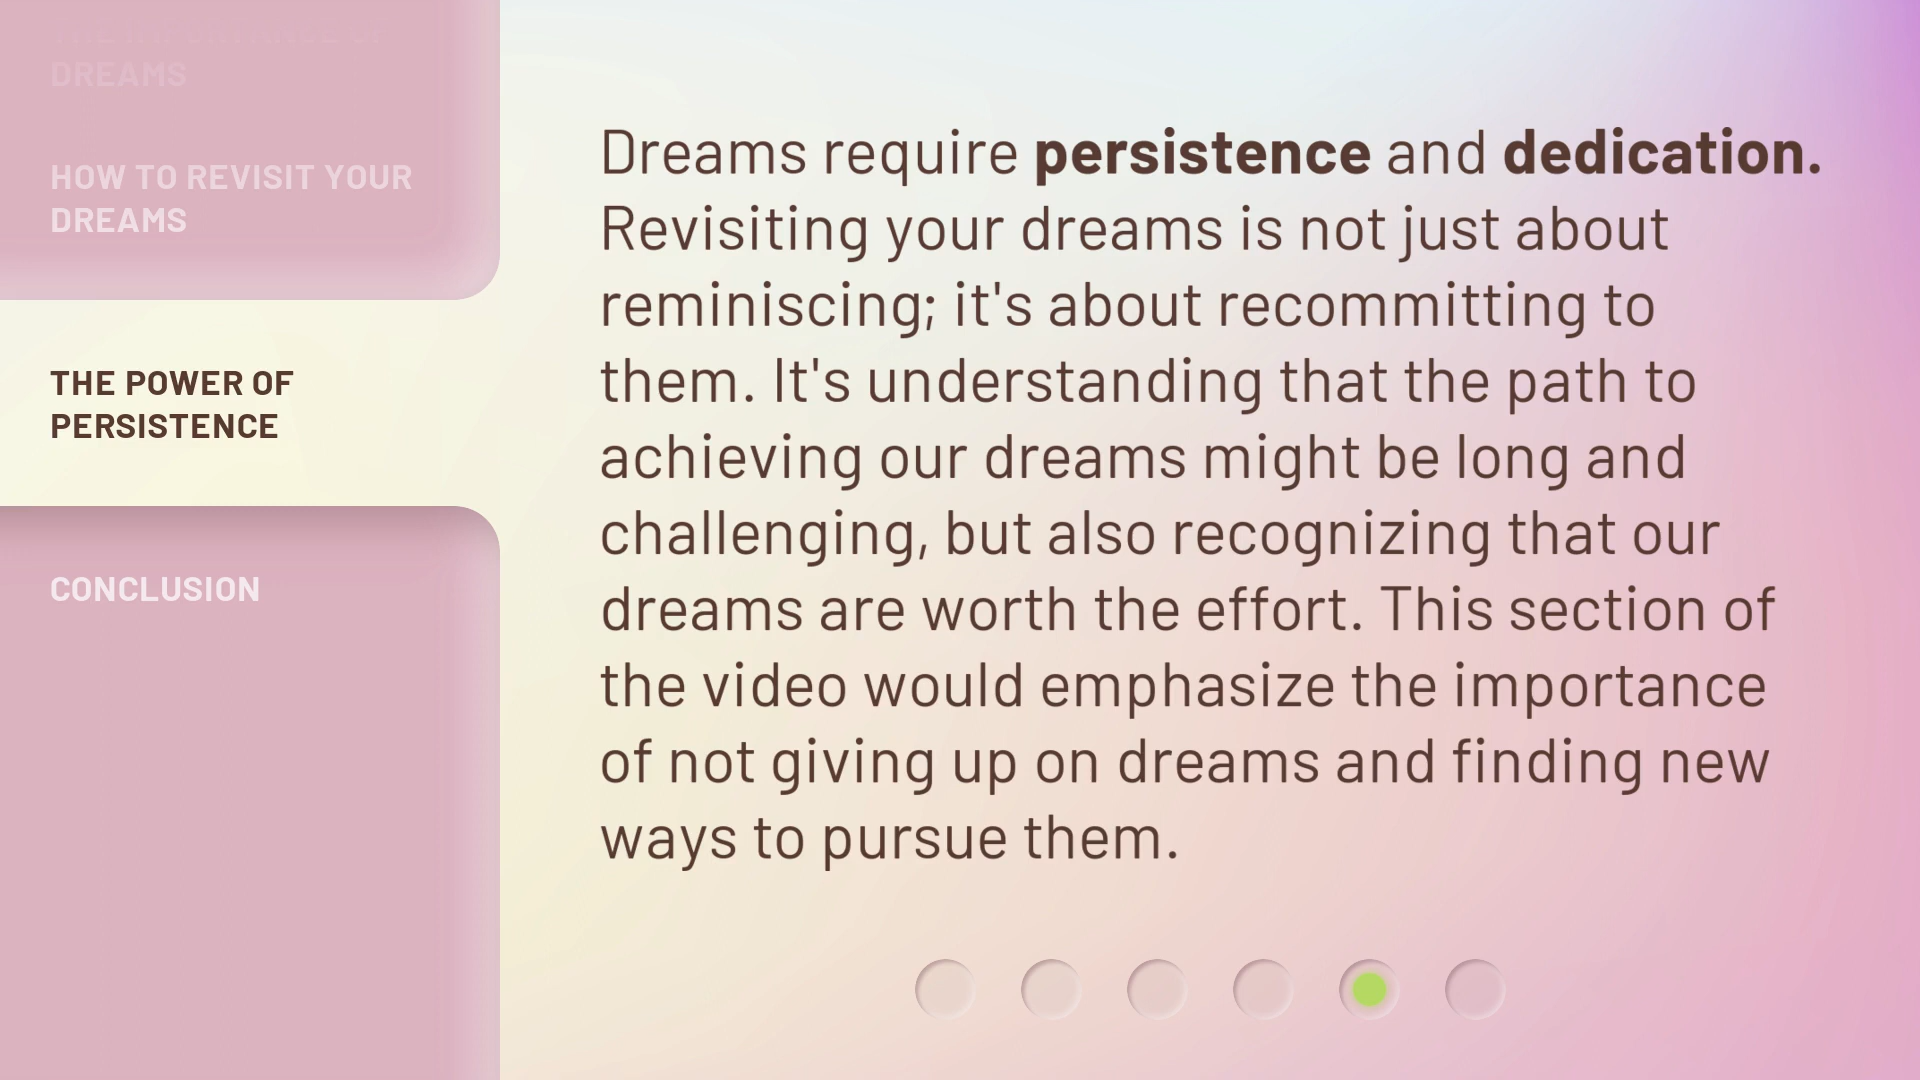 THE IMPORTANCE OF
DREAMS
HOW TO REVISIT YOUR
DREAMS
THE POWER OF
PERSISTENCE
CONCLUSION
Dreams require persistence and dedication.
Revisiting your dreams is not just about
reminiscing; it's about recommitting to
them. It's understanding that the path to
achieving our dreams might be long and
challenging, but also recognizing that our
dreams are worth the effort. This section of
the video would emphasize the importance
of not giving up on dreams and finding new
ways to pursue them.